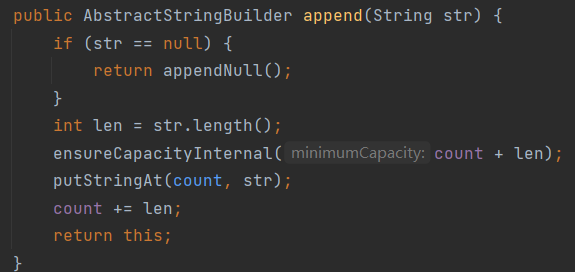 public AbstractStringBuilder append(String str) {
    if (str == null) {
        return appendNull();
    }
    int len = str.length();
    ensureCapacityInternal( minimumCapacity: count + len);
    putStringAt(count, str);
    count += len;
    return this;
}